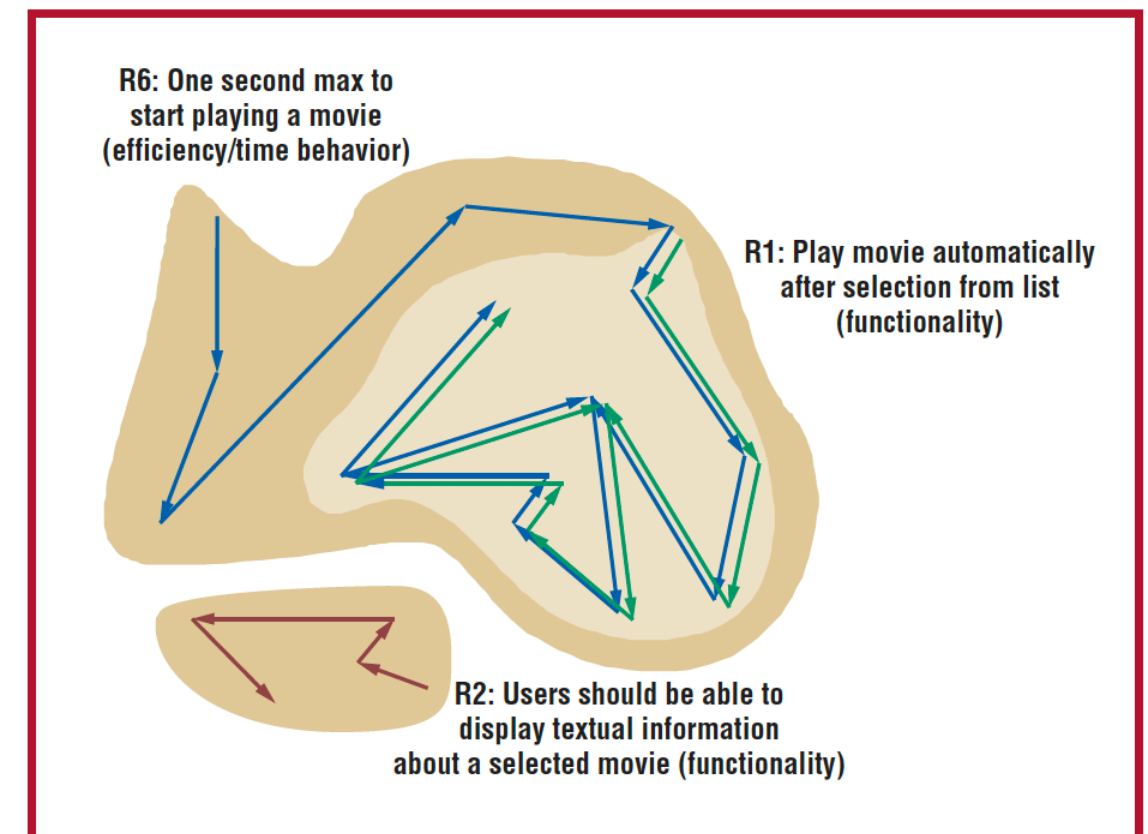 R6: One second max to
start playing a movie
(efficiency/time behavior)
R1: Play movie automatically
after selection from list
(functionality)
R2: Users should be able to
display textual information
about a selected movie (functionality)